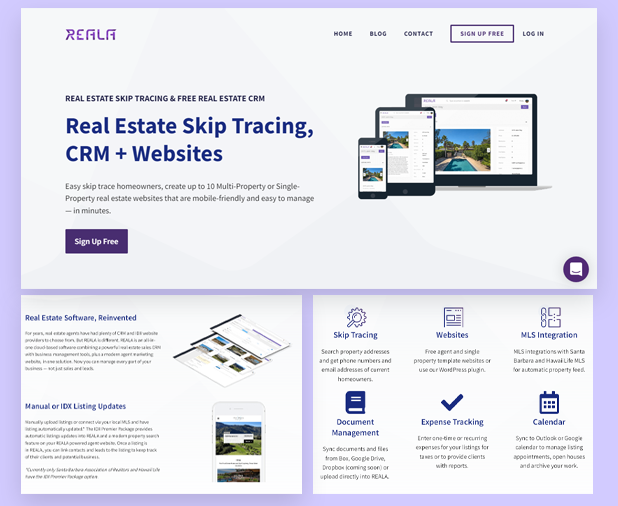 REALA
HOME
BLOG
CONTACT
SIGN UP FREE
LOG IN
REAL ESTATE SKIP TRACING & FREE REAL ESTATE CRM
Real Estate Skip Tracing,
CRM + Websites
Easy skip trace homeowners, create up to 10 Multi-Property or Single-
Property real estate websites that are mobile-friendly and easy to manage
— in minutes.
Sign Up Free
Real Estate Software, Reinvented
For years, real estate agents have had plenty of CRM and IDX website
providers to choose from. But REALA is different. REALA is an all-in-
one cloud-based software combining a powerful real estate sales CRM
with business management tools, plus a modern agent marketing
website, in one solution. Now you can manage every part of your
business — not just sales and leads.
Manual or IDX Listing Updates
Manually upload listings or connect via your local MLS and have
listing automatically updated*. The IDX Premier Package provides
automatic listings updates into REALA and a modern property search
feature on your REALA powered agent website. Once a listing is
in REALA, you can link contacts and leads to the listing to keep track
of their clients and potential business.
*Currently only Santa Barbara Association of Realtors and Hawaii Life
have the IDX Premier option
Skip Tracing
Search property addresses
and get phone numbers and
email addresses of current
homeowners.
Websites
Free agent and single
property template websites or
use our WordPress plugin.
MLS Integration
MLS integrations with Santa
Barbara and Hawaii Life MLS
for automatic property feed.
Document
Management
Sync documents and files
from Box, Google Drive,
Dropbox (coming soon) or
upload directly into REALA.
Expense Tracking
Enter one-time or recurring
expenses for your listings for
taxes or to provide clients
with reports.
Calendar
Sync to Outlook or Google
calendar to manage listing
appointments, open houses
and archive your work.